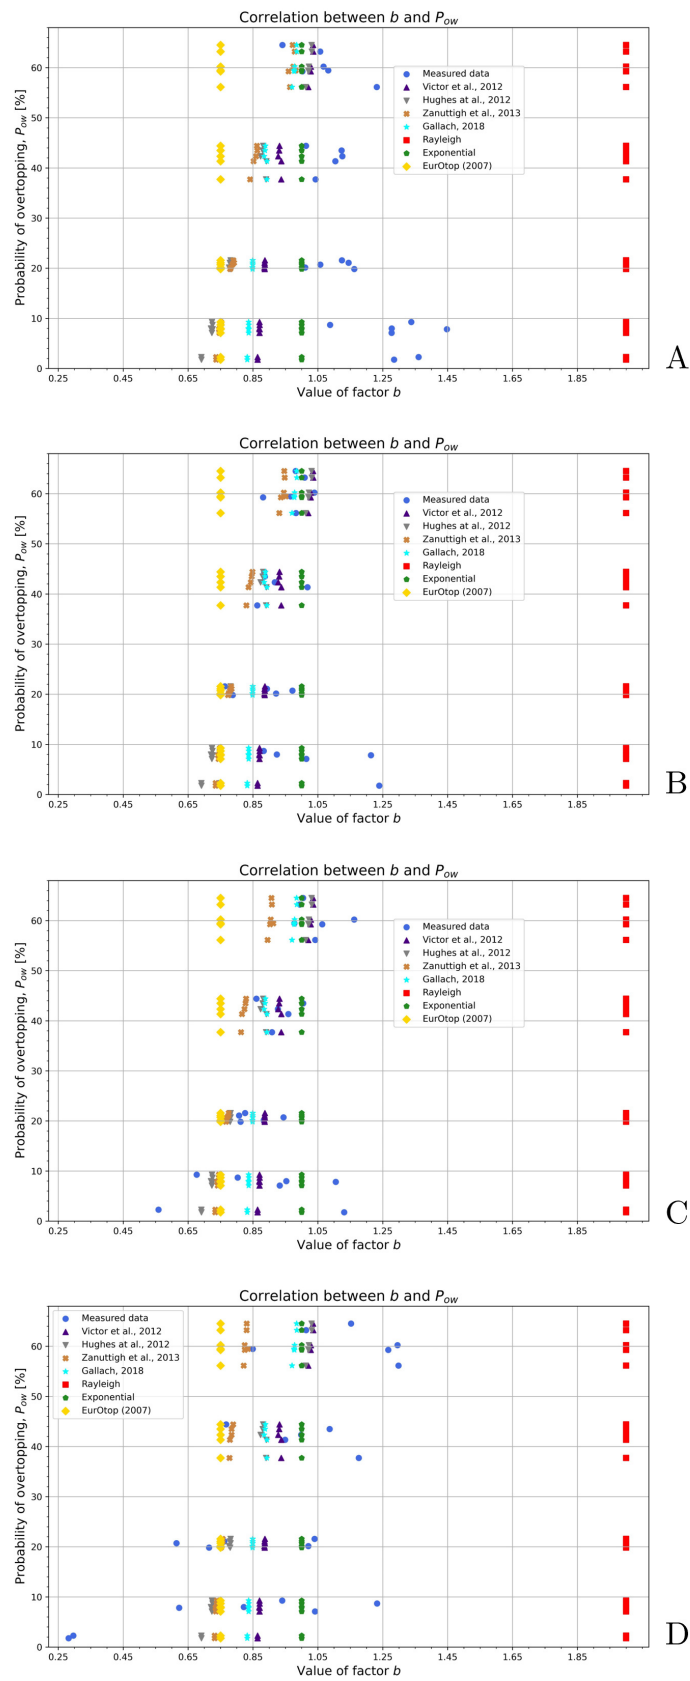 Correlation between b and Pow
Probability of overtopping, Pow [%]
60
50
40
30
20
10
0
Measured data
Victor et al., 2012
Hughes at al., 2012
Zanuttigh et al., 2013
Gallach, 2018
Rayleigh
Exponential
EurOtop (2007)
0.25 0.45 0.65 0.85 1.05 1.25 1.45 1.65 1.85
Value of factor b
A
Correlation between b and Pow
Probability of overtopping, Pow [%]
60
50
40
30
20
10
0
Measured data
Victor et al., 2012
Hughes at al., 2012
Zanuttigh et al., 2013
Gallach, 2018
Rayleigh
Exponential
EurOtop (2007)
0.25 0.45 0.65 0.85 1.05 1.25 1.45 1.65 1.85
Value of factor b
B
Correlation between b and Pow
Probability of overtopping, Pow [%]
60
50
40
30
20
10
0
Measured data
Victor et al., 2012
Hughes at al., 2012
Zanuttigh et al., 2013
Gallach, 2018
Rayleigh
Exponential
EurOtop (2007)
0.25 0.45 0.65 0.85 1.05 1.25 1.45 1.65 1.85
Value of factor b
C
Correlation between b and Pow
Probability of overtopping, Pow [%]
60
50
40
30
20
10
0
Measured data
Victor et al., 2012
Hughes at al., 2012
Zanuttigh et al., 2013
Gallach, 2018
Rayleigh
Exponential
EurOtop (2007)
0.25 0.45 0.65 0.85 1.05 1.25 1.45 1.65 1.85
Value of factor b
D